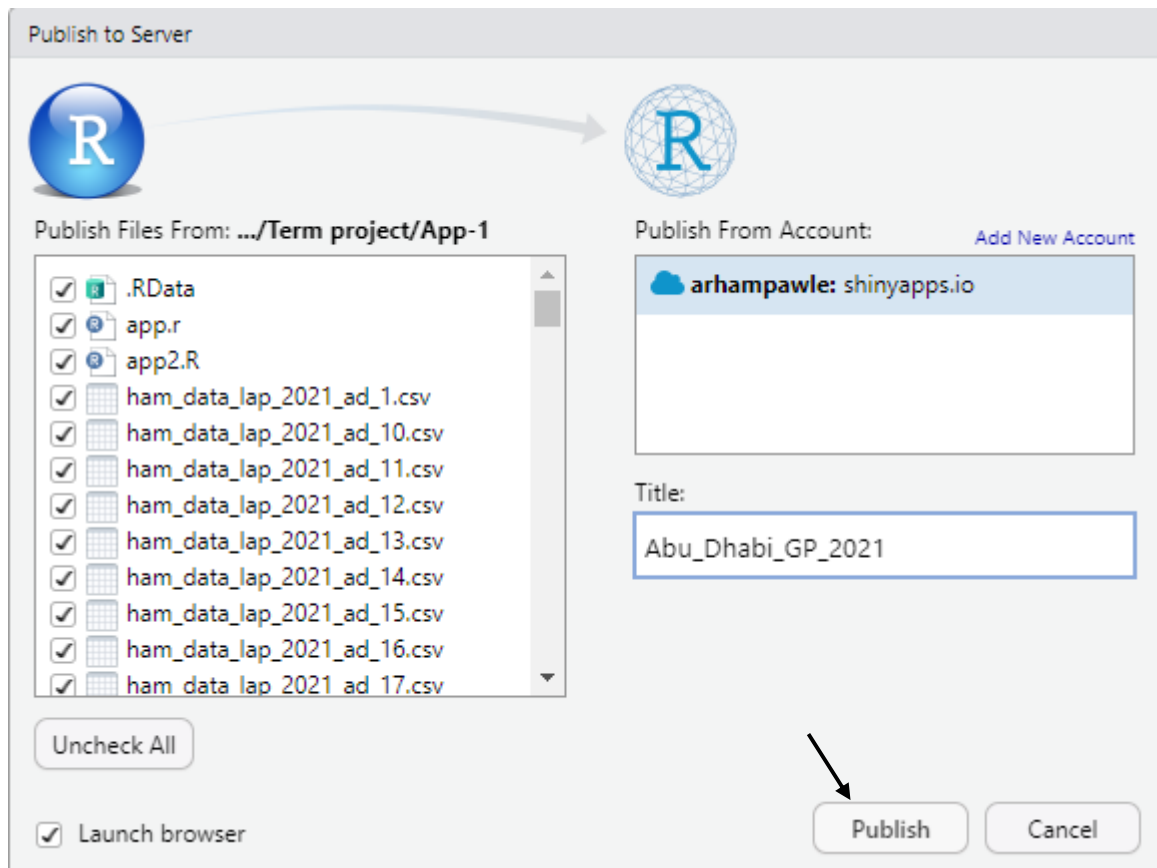 Publish to Server
R
R
Publish Files From: .../Term project/App-1
.RData
app.r
app2.R
ham_data_lap_2021_ad_1.csv
ham_data_lap_2021_ad_10.csv
ham_data_lap_2021_ad_11.csv
ham_data_lap_2021_ad_12.csv
ham_data_lap_2021_ad_13.csv
ham_data_lap_2021_ad_14.csv
ham_data_lap_2021_ad_15.csv
ham_data_lap_2021_ad_16.csv
ham_data_lap_2021_ad_17.csv
Uncheck All
Launch browser
Publish From Account:
Add New Account
arhampawle: shinyapps.io
Title:
Abu_Dhabi_GP_2021
Publish
Cancel